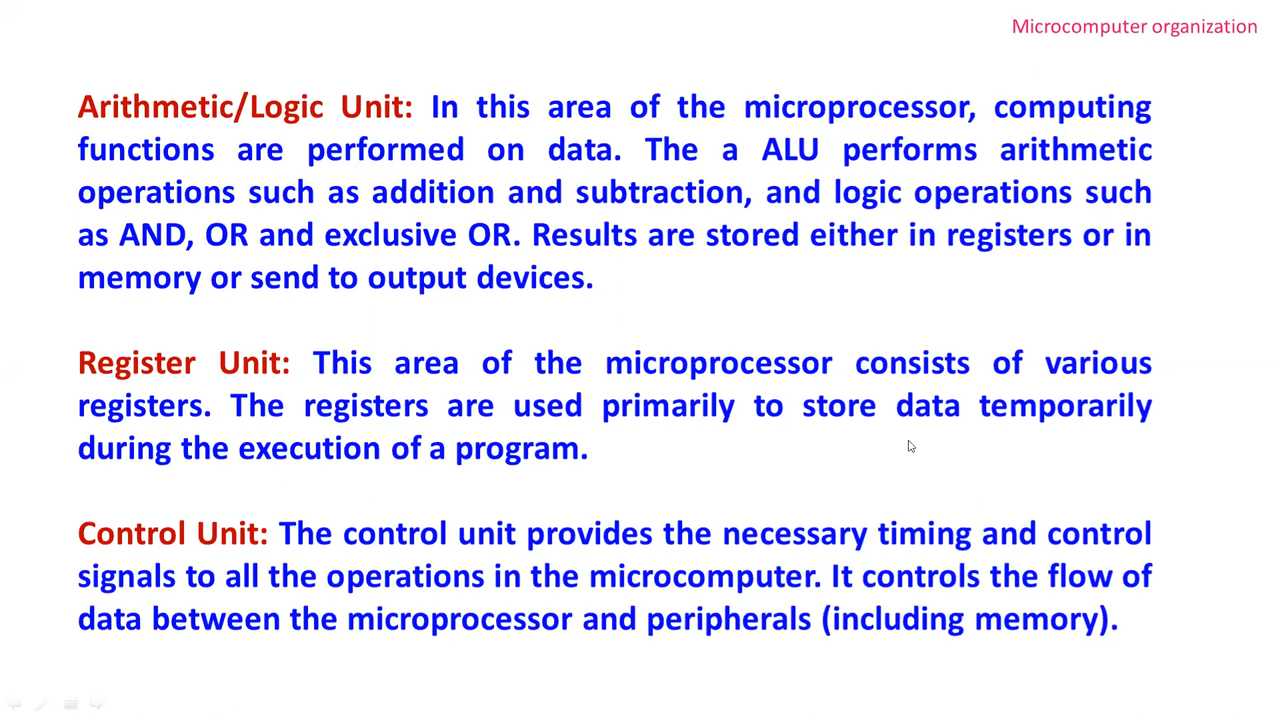 Microcomputer organization
Arithmetic/Logic Unit: In this area of the microprocessor, computing
functions are performed on data. The a ALU performs arithmetic
operations such as addition and subtraction, and logic operations such
as AND, OR and exclusive OR. Results are stored either in registers or in
memory or send to output devices.
Register Unit: This area of the microprocessor consists of various
registers. The registers are used primarily to store data temporarily
during the execution of a program.
Control Unit: The control unit provides the necessary timing and control
signals to all the operations in the microcomputer. It controls the flow of
data between the microprocessor and peripherals (including memory).